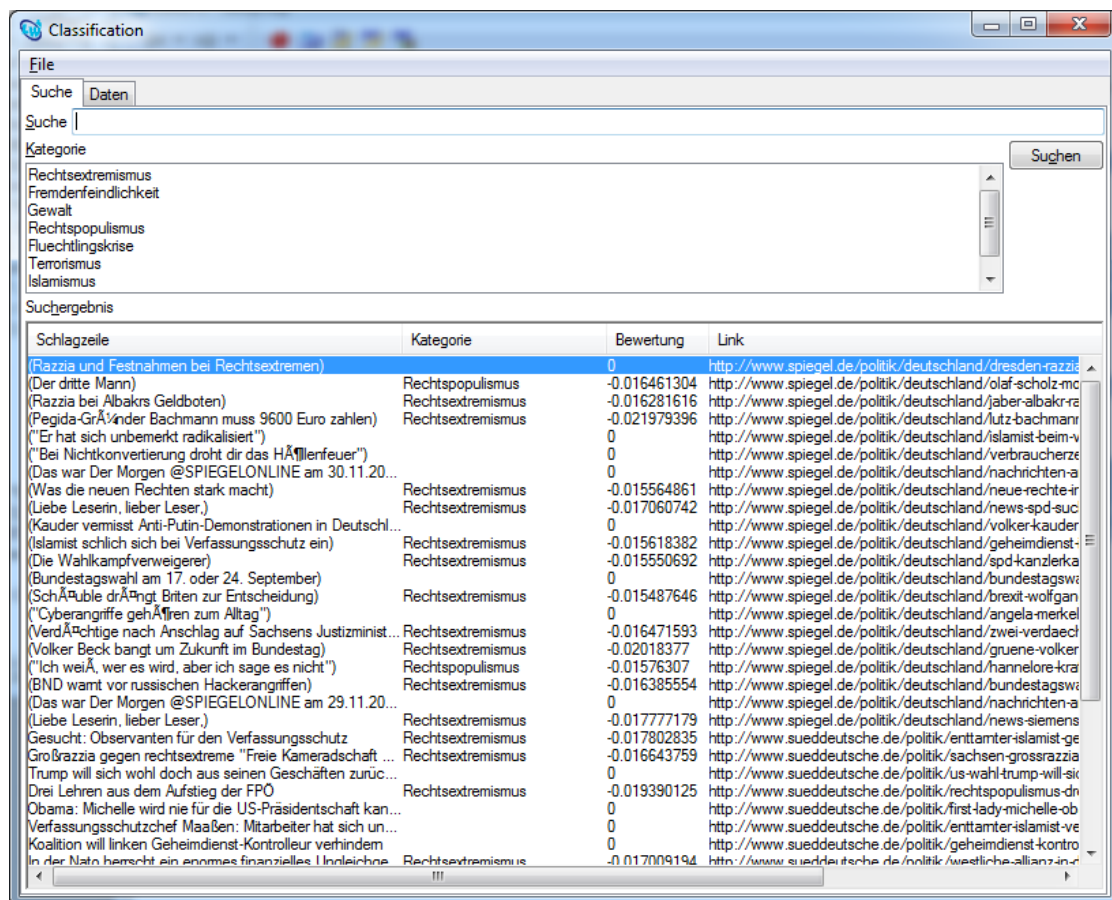 Classification
File
Suche Daten
Suche
Kategorie
Suchen
Rechtsextremismus
Fremdenfeindlichkeit
Gewalt
Rechtspopulismus
Fluechtlingskrise
Terrorismus
Islamismus
Suchergebnis
Schlagzeile Kategorie Bewertung Link
(Razzia und Festnahmen bei Rechtsextremen) 0 http://www.spiegel.de/politik/deutschland/dresden-razzia
(Der dritte Mann) Rechtspopulismus -0.016461304 http://www.spiegel.de/politik/deutschland/olaf-scholz-mo
(Razzia bei Albakrs Geldboten) Rechtsextremismus -0.016281616 http://www.spiegel.de/politik/deutschland/jaber-albakr-ra
(Pegida-GrÃ¼nder Bachmann muss 9600 Euro zahlen) Rechtsextremismus -0.021979396 http://www.spiegel.de/politik/deutschland/lutz-bachmann
("Er hat sich unbemerkt radikalisiert") 0 http://www.spiegel.de/politik/deutschland/islamist-beim-v
("Bei Nichtkonvertierung droht dir das HÃ¶llenfeuer") 0 http://www.spiegel.de/politik/deutschland/verbraucherze
(Das war Der Morgen @SPIEGELONLINE am 30.11.20... 0 http://www.spiegel.de/politik/deutschland/nachrichten-a
(Was die neuen Rechten stark macht) Rechtsextremismus -0.015564861 http://www.spiegel.de/politik/deutschland/neue-rechte-ir
(Liebe Leserin, lieber Leser,) Rechtsextremismus -0.017060742 http://www.spiegel.de/politik/deutschland/news-spd-suc
(Kauder vermisst Anti-Putin-Demonstrationen in Deutschl... 0 http://www.spiegel.de/politik/deutschland/volker-kauder
(Islamist schlich sich bei Verfassungsschutz ein) Rechtsextremismus -0.015618382 http://www.spiegel.de/politik/deutschland/geheimdienst-
(Die Wahlkampfverweigerer) Rechtsextremismus -0.015550692 http://www.spiegel.de/politik/deutschland/spd-kanzlerka
(Bundestagswahl am 17. oder 24. September) 0 http://www.spiegel.de/politik/deutschland/bundestagswa
(SchÃ¤uble drÃ¤ngt Briten zur Entscheidung) Rechtsextremismus -0.015487646 http://www.spiegel.de/politik/deutschland/brexit-wolfgan
("Cyberangriffe gehÃ¶ren zum Alltag") 0 http://www.spiegel.de/politik/deutschland/angela-merkel
(VerdÃ¤chtige nach Anschlag auf Sachsens Justizminist... Rechtsextremismus -0.016471593 http://www.spiegel.de/politik/deutschland/zwei-verdaech
(Volker Beck bangt um Zukunft im Bundestag) Rechtsextremismus -0.02018377 http://www.spiegel.de/politik/deutschland/gruene-volker
("Ich weiÃ, wer es wird, aber ich sage es nicht") Rechtspopulismus -0.01576307 http://www.spiegel.de/politik/deutschland/hannelore-kra
(BND warnt vor russischen Hackerangriffen) Rechtsextremismus -0.016385554 http://www.spiegel.de/politik/deutschland/bundestagswa
(Das war Der Morgen @SPIEGELONLINE am 29.11.20... 0 http://www.spiegel.de/politik/deutschland/nachrichten-a
(Liebe Leserin, lieber Leser,) Rechtsextremismus -0.017777179 http://www.spiegel.de/politik/deutschland/news-siemens
Gesucht: Observanten für den Verfassungsschutz Rechtsextremismus -0.017802835 http://www.sueddeutsche.de/politik/enttarnter-islamist-ge
Großrazzia gegen rechtsextreme "Freie Kameradschaft ... Rechtsextremismus -0.016643759 http://www.sueddeutsche.de/politik/sachsen-grossrazzia
Trump will sich wohl doch aus seinen Geschäften zurüc... 0 http://www.sueddeutsche.de/politik/us-wahl-trump-will-sic
Drei Lehren aus dem Aufstieg der FPÖ Rechtsextremismus -0.019390125 http://www.sueddeutsche.de/politik/rechtspopulismus-dr
Obama: Michelle wird nie für die US-Präsidentschaft kan... 0 http://www.sueddeutsche.de/politik/first-lady-michelle-ob
Verfassungsschutzchef Maaßen: Mitarbeiter hat sich un... 0 http://www.sueddeutsche.de/politik/enttarnter-islamist-ve
Koalition will linken Geheimdienst-Kontrolleur verhindern 0 http://www.sueddeutsche.de/politik/geheimdienst-kontro
In der Nato herrscht ein enormes finanzielles Ungleichge... Rechtsextremismus -0.017009194 http://www.sueddeutsche.de/politik/westliche-allianz-in-c